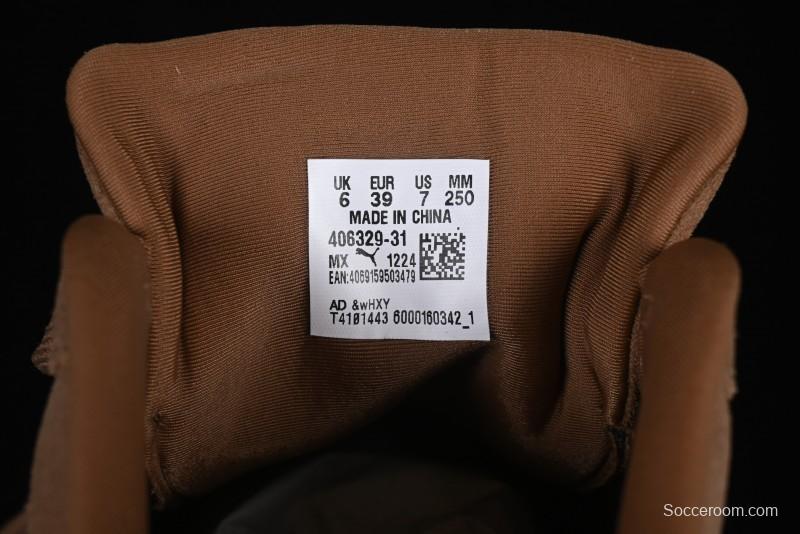 UK EUR US MM
6 39 7 250
MADE IN CHINA
406329-31
MX 1224
EAN:4069159503479
AD &wHXY
T4101443 6000160342_1
Socceroom.com